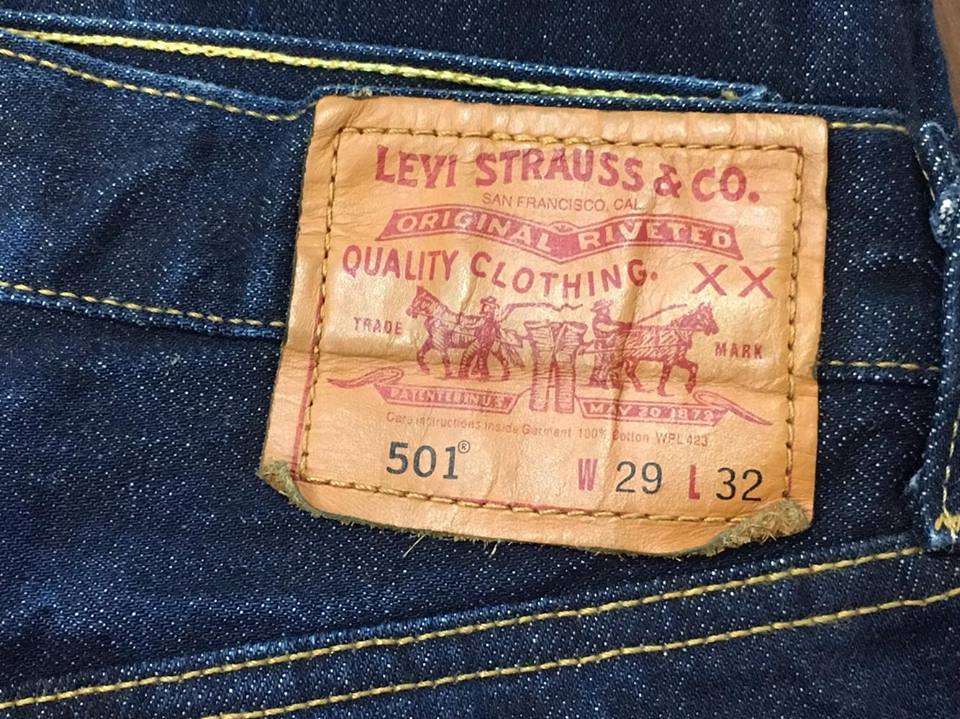 LEVI STRAUSS & CO.
SAN FRANCISCO, CAL.
ORIGINAL RIVETED
QUALITY CLOTHING. XX
TRADE MARK
PATENTED IN U.S. MAY 20 1873
Care instructions inside Garment 100% Cotton WPL 423
501® W 29 L 32